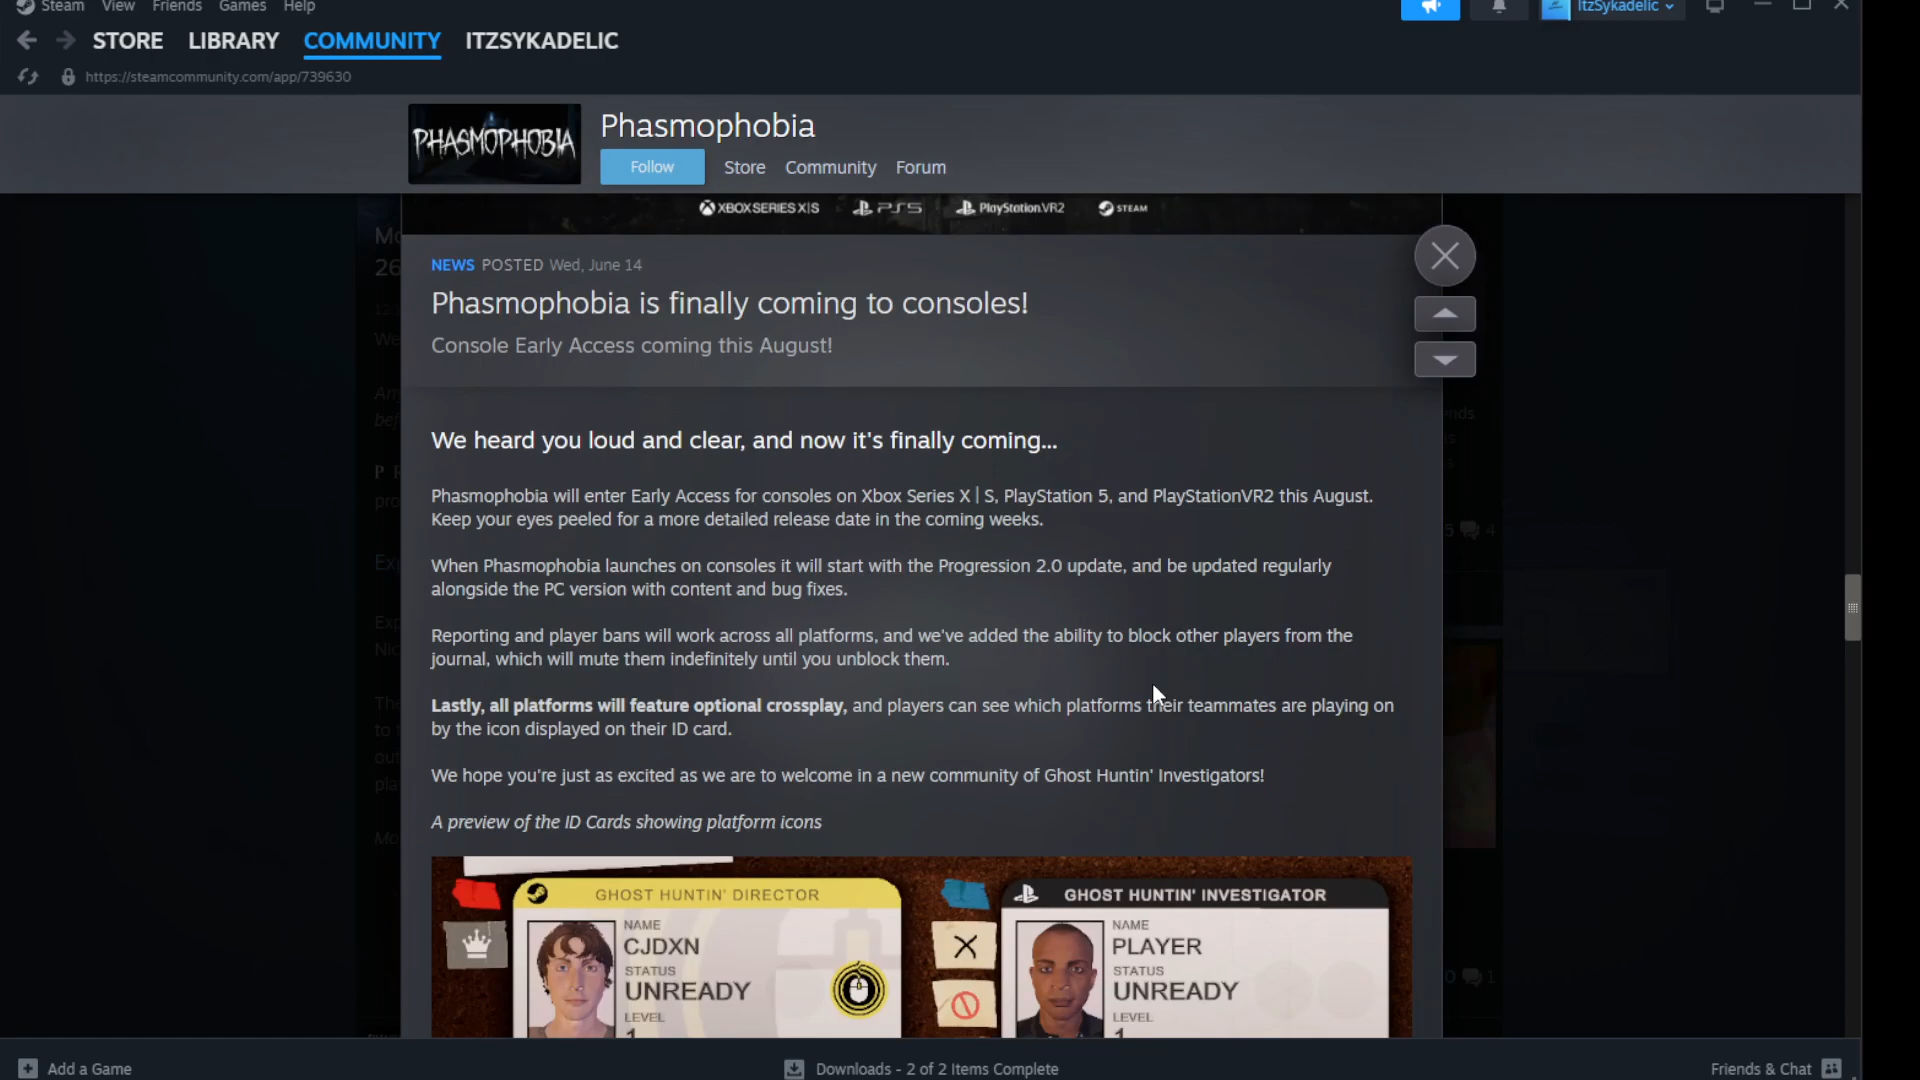 Steam View Friends Games Help
ItzSykadelic
STORE LIBRARY COMMUNITY ITZSYKADELIC
https://steamcommunity.com/app/739630
PHASMOPHOBIA
Phasmophobia
Follow Store Community Forum
XBOX SERIES X|S PS5 PlayStation.VR2 STEAM
NEWS POSTED Wed, June 14
Phasmophobia is finally coming to consoles!
Console Early Access coming this August!
We heard you loud and clear, and now it's finally coming...
Phasmophobia will enter Early Access for consoles on Xbox Series X | S, PlayStation 5, and PlayStationVR2 this August.
Keep your eyes peeled for a more detailed release date in the coming weeks.
When Phasmophobia launches on consoles it will start with the Progression 2.0 update, and be updated regularly
alongside the PC version with content and bug fixes.
Reporting and player bans will work across all platforms, and we've added the ability to block other players from the
journal, which will mute them indefinitely until you unblock them.
Lastly, all platforms will feature optional crossplay, and players can see which platforms their teammates are playing on
by the icon displayed on their ID card.
We hope you're just as excited as we are to welcome in a new community of Ghost Huntin' Investigators!
A preview of the ID Cards showing platform icons
GHOST HUNTIN' DIRECTOR
NAME
CJDXN
STATUS
UNREADY
LEVEL
1
GHOST HUNTIN' INVESTIGATOR
NAME
PLAYER
STATUS
UNREADY
LEVEL
1
Add a Game
Downloads - 2 of 2 Items Complete
Friends & Chat